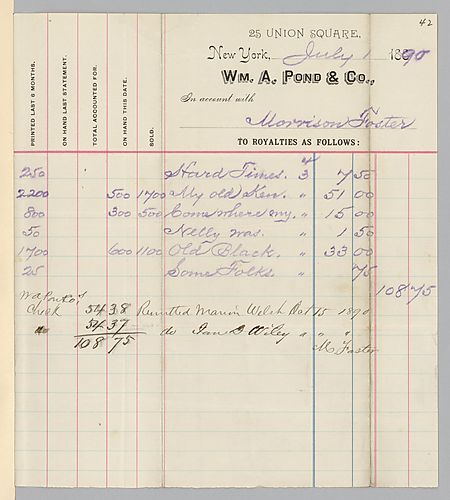 42
25 UNION SQUARE,
New York, July 1 1890
WM. A. POND & CO.,
In account with
Morrison Foster
TO ROYALTIES AS FOLLOWS:
PRINTED LAST 6 MONTHS.
ON HAND LAST STATEMENT.
TOTAL ACCOUNTED FOR.
ON HAND THIS DATE.
SOLD.
250 Hard Times. 3 7 50
2200 500 1700 My old Ken. " 51 00
800 300 500 Come where my. " 15 00
50 Nelly was. " 1 50
1700 600 1100 Old Black. " 33 00
25 Some Folks. " 75
108 75
Check 54 38 Remitted Marion Welsh Oct 15 1890
do 54 37 do Jan B Wiley " " "
108 75 M Foster